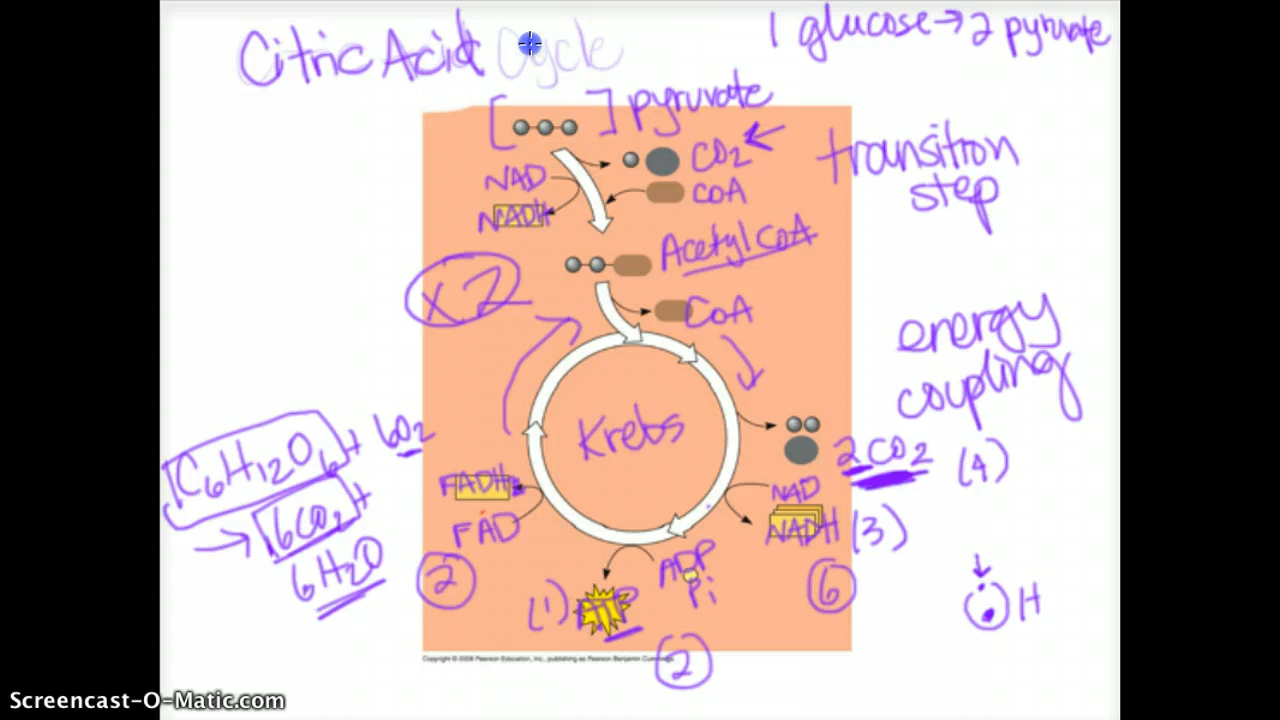 Citric Acid Cycle
1 glucose → 2 pyruvate
[ ] pyruvate
CO2 ←
transition
step
NAD
COA
NADH
Acetyl COA
x2
COA
energy
coupling
Krebs
C6H12O6 + 6O2
→ 6CO2 +
6H2O
2CO2 (4)
NAD
NADH (3)
FADH2
FAD
ADP
Pi
(1) ATP
2
6
H
2
Copyright © 2008 Pearson Education, Inc., publishing as Pearson Benjamin Cummings.
Screencast-O-Matic.com